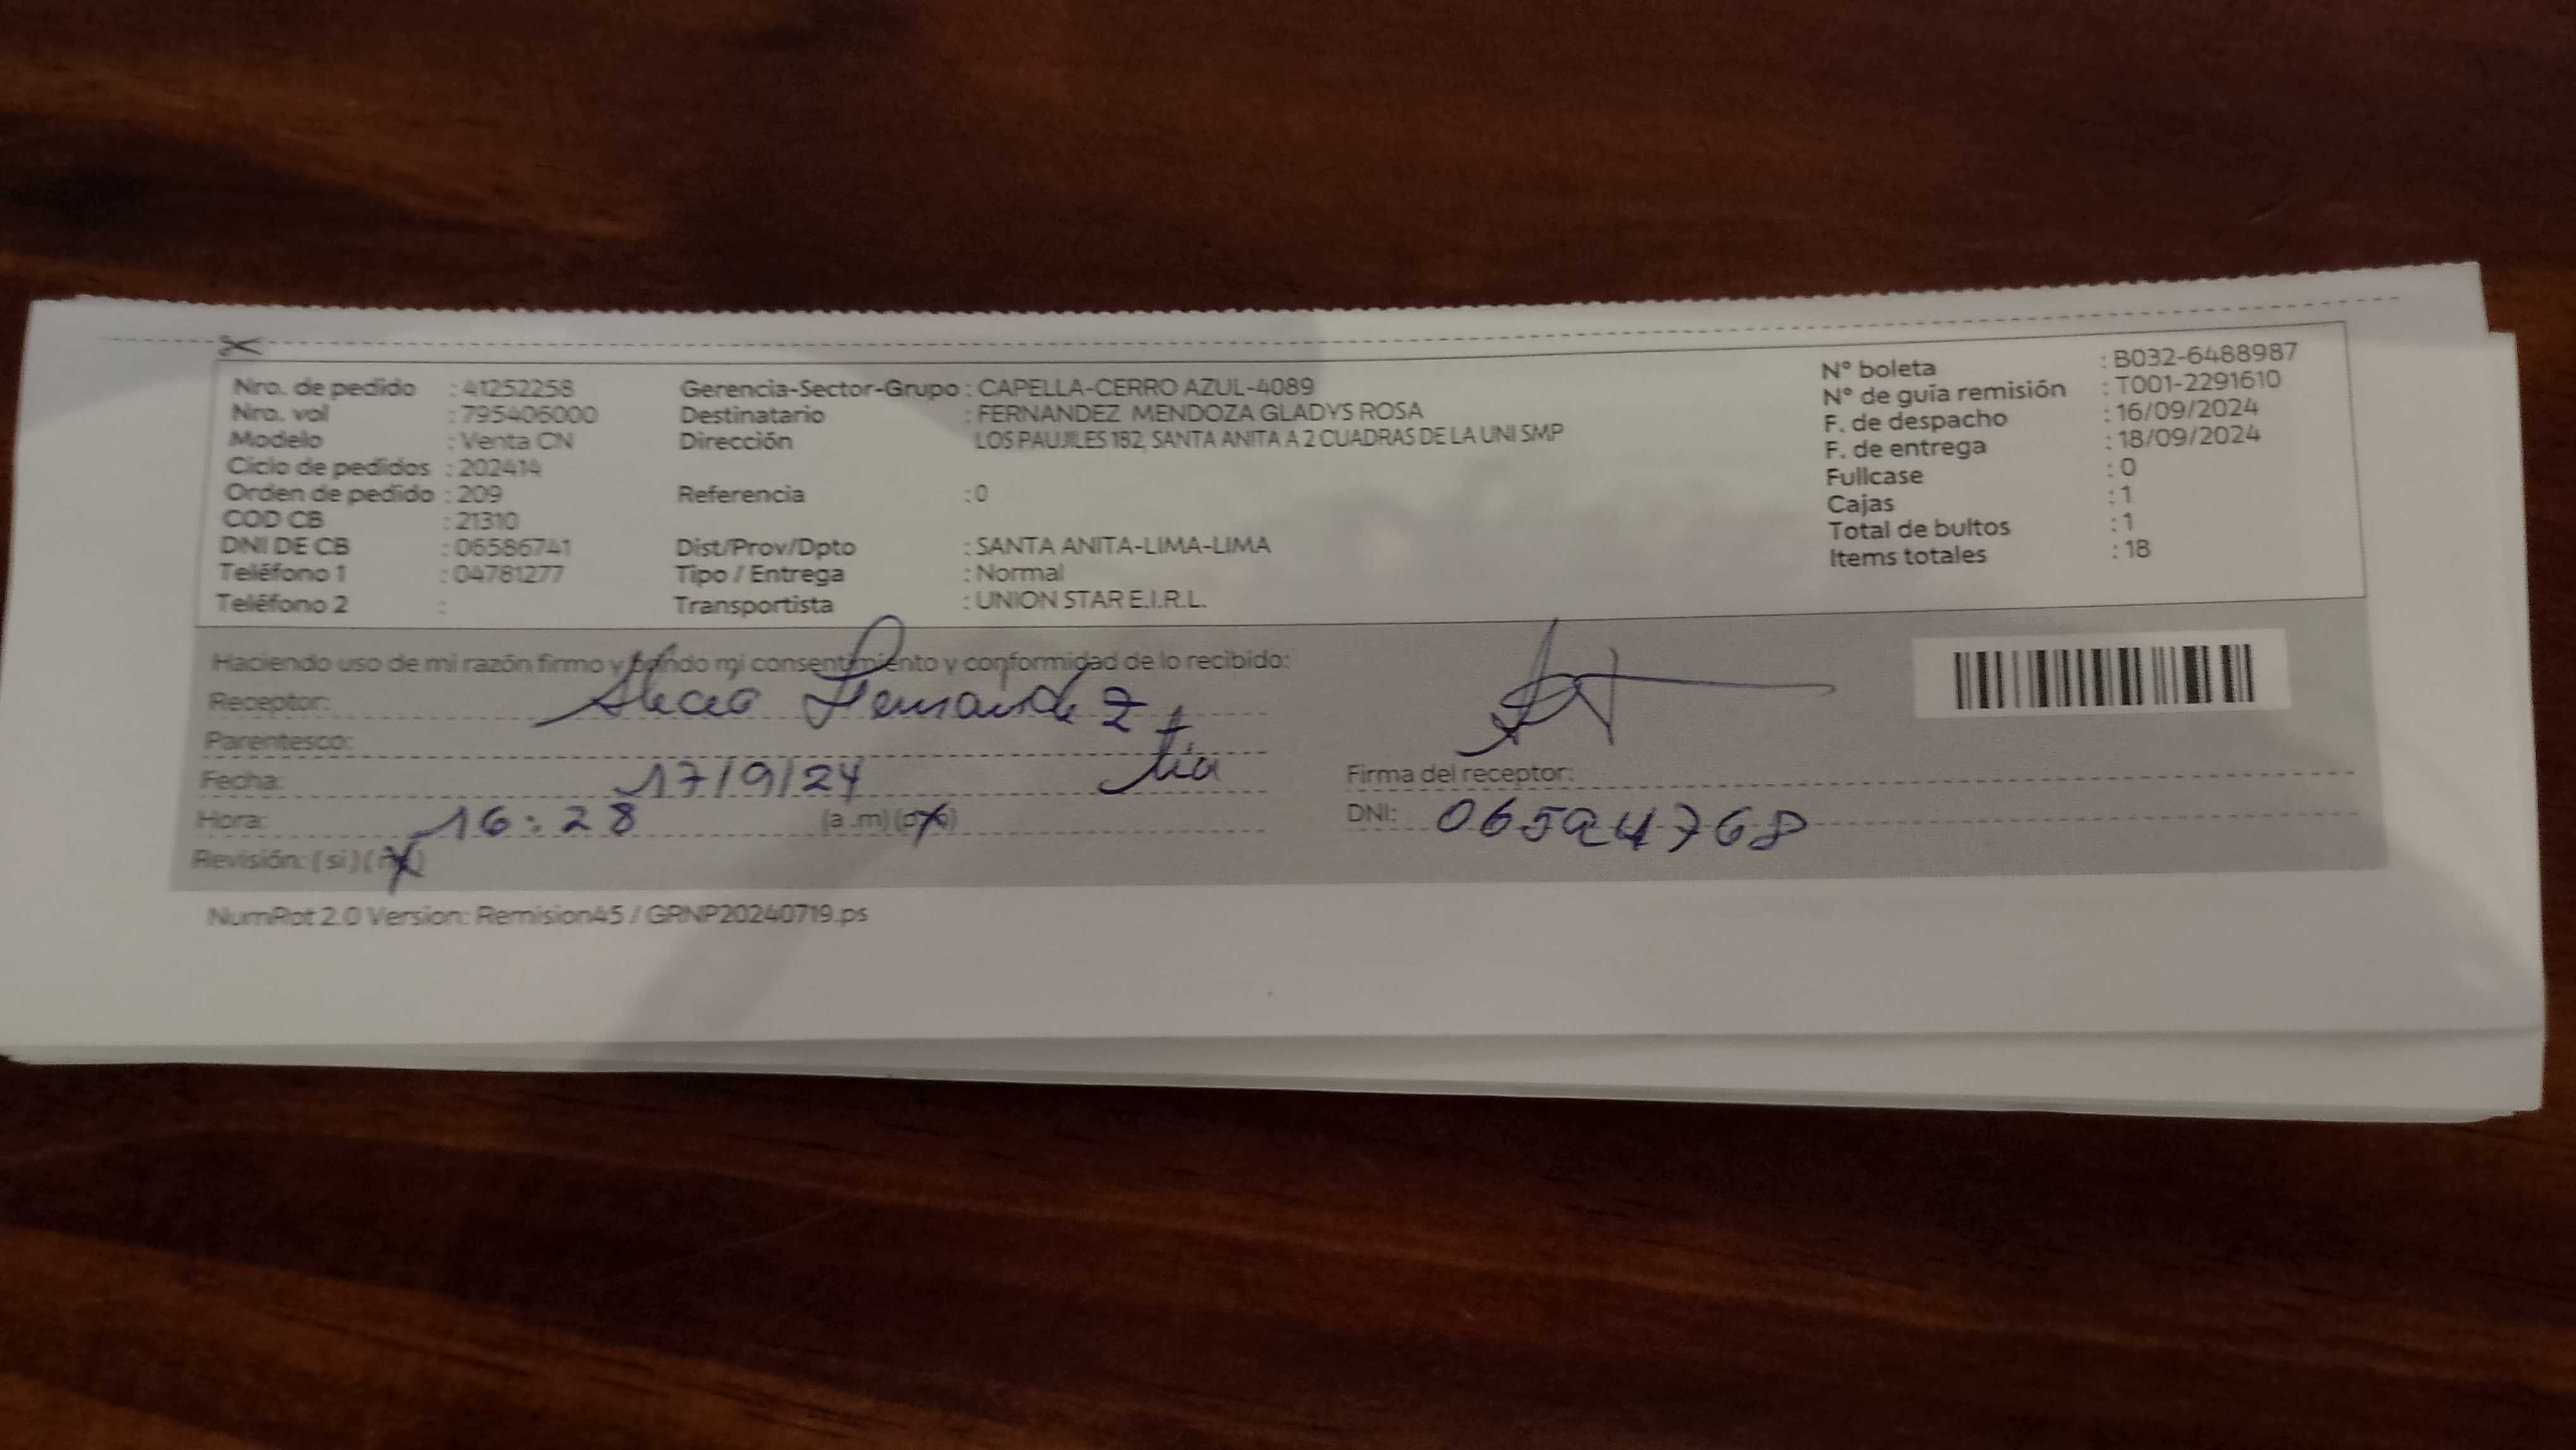 Nro. de pedido : 41252258
Nro. vol : 795406000
Modelo : Venta CN
Ciclo de pedidos : 202414
Orden de pedido : 209
COD CB : 21310
DNI DE CB : 06586741
Teléfono 1 : 04781277
Teléfono 2 :
Gerencia-Sector-Grupo : CAPELLA-CERRO AZUL-4089
Destinatario : FERNANDEZ MENDOZA GLADYS ROSA
Dirección LOS PAUJILES 182, SANTA ANITA A 2 CUADRAS DE LA UNI SMP
Referencia : 0
Dist/Prov/Dpto : SANTA ANITA-LIMA-LIMA
Tipo / Entrega : Normal
Transportista : UNION STAR E.I.R.L.
N° boleta : B032-6488987
N° de guía remisión : T001-2291610
F. de despacho : 16/09/2024
F. de entrega : 18/09/2024
Fullcase : 0
Cajas : 1
Total de bultos : 1
Items totales : 18
Haciendo uso de mi razón firmo y brindo mi consentimiento y conformidad de lo recibido:
Receptor: Fernandez
Parentesco: tia
Fecha: 17/9/24
Hora: 16:28 (a.m)
Revisión: (si)
Firma del receptor:
DNI: 06594768
Version: Remision45 / GRNP20240719.ps